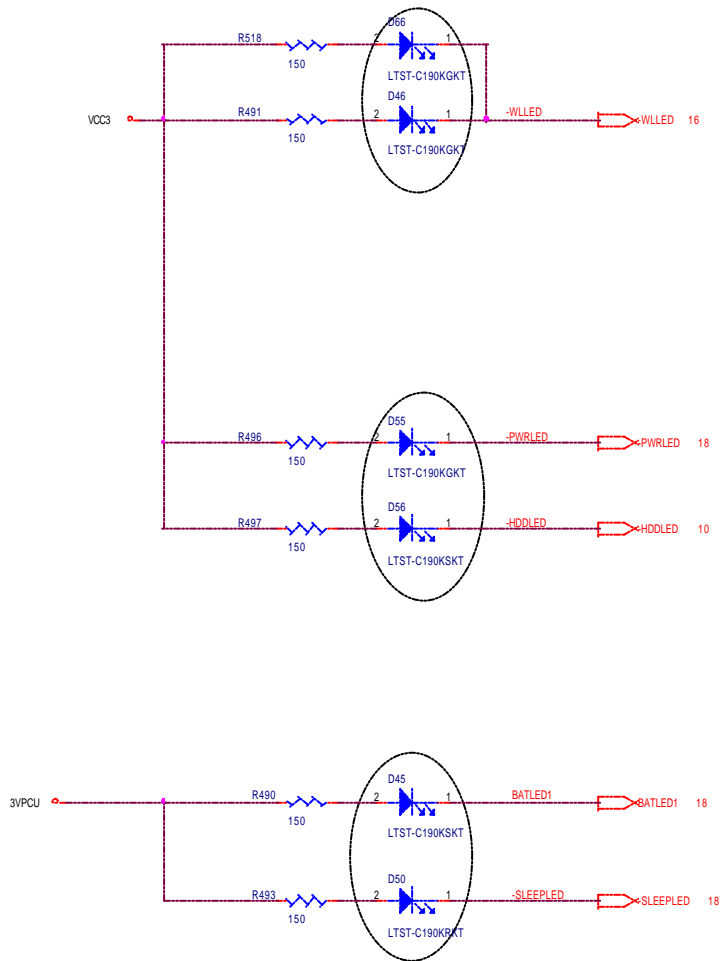 D66
R518 2 1
150
LTST-C190KGKT
D46
VCC3 R491 2 1 -WLLED -WLLED 16
150
LTST-C190KGKT
D55
R496 2 1 -PWRLED -PWRLED 18
150
LTST-C190KGKT
D56
R497 2 1 -HDDLED -HDDLED 10
150
LTST-C190KSKT
D45
3VPCU R490 2 1 BATLED1 BATLED1 18
150
LTST-C190KSKT
D50
R493 2 1 -SLEEPLED -SLEEPLED 18
150
LTST-C190KRKT